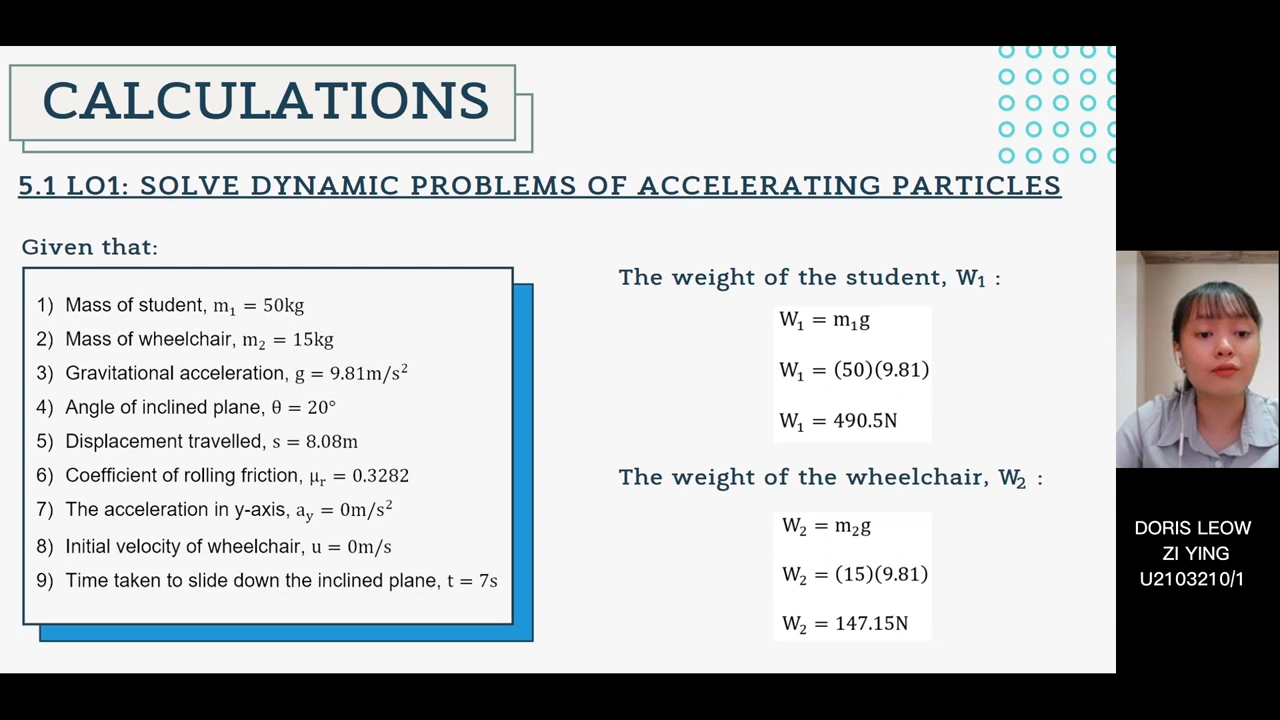 CALCULATIONS
5.1 LO1: SOLVE DYNAMIC PROBLEMS OF ACCELERATING PARTICLES
Given that:
1) Mass of student, m₁ = 50kg
2) Mass of wheelchair, m₂ = 15kg
3) Gravitational acceleration, g = 9.81m/s²
4) Angle of inclined plane, θ = 20°
5) Displacement travelled, s = 8.08m
6) Coefficient of rolling friction, μᵣ = 0.3282
7) The acceleration in y-axis, aᵧ = 0m/s²
8) Initial velocity of wheelchair, u = 0m/s
9) Time taken to slide down the inclined plane, t = 7s
The weight of the student, W₁ :
W₁ = m₁g
W₁ = (50)(9.81)
W₁ = 490.5N
The weight of the wheelchair, W₂ :
W₂ = m₂g
W₂ = (15)(9.81)
W₂ = 147.15N
DORIS LEOW
ZI YING
U2103210/1